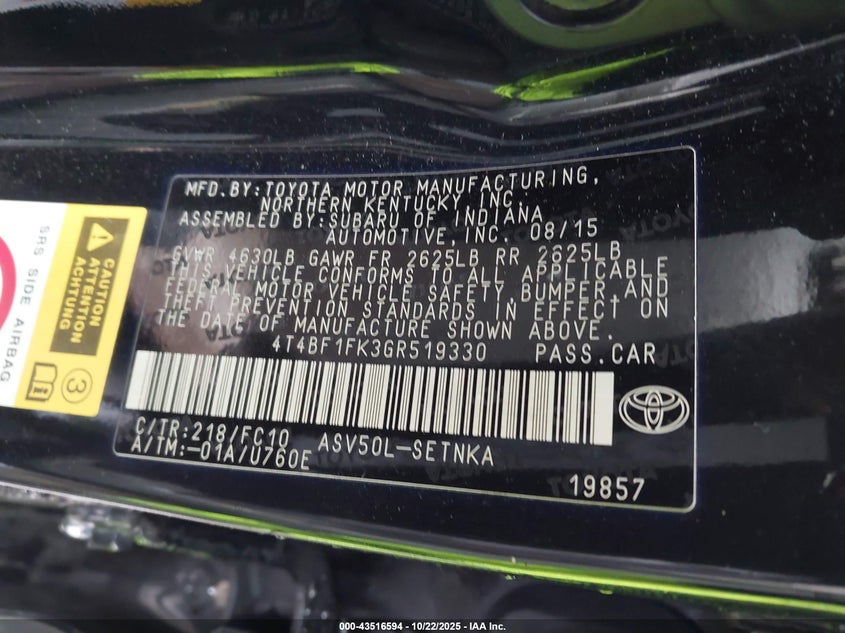 MFD.BY:TOYOTA MOTOR MANUFACTURING,
NORTHERN KENTUCKY,INC.
ASSEMBLED BY:SUBARU OF INDIANA
AUTOMOTIVE,INC. 08/15
GVWR 4630LB GAWR FR 2625LB RR 2625LB
THIS VEHICLE CONFORMS TO ALL APPLICABLE
FEDERAL MOTOR VEHICLE SAFETY,BUMPER,AND
THEFT PREVENTION STANDARDS IN EFFECT ON
THE DATE OF MANUFACTURE SHOWN ABOVE.
4T4BF1FK3GR519330 PASS.CAR
C/TR:218/FC10 ASV50L-SETNKA
A/TM:-01A/U760E
19857
CAUTION
ATTENTION
ACHTUNG
3
SRS SIDE AIRBAG
000-43516594 - 10/22/2025 - IAA Inc.